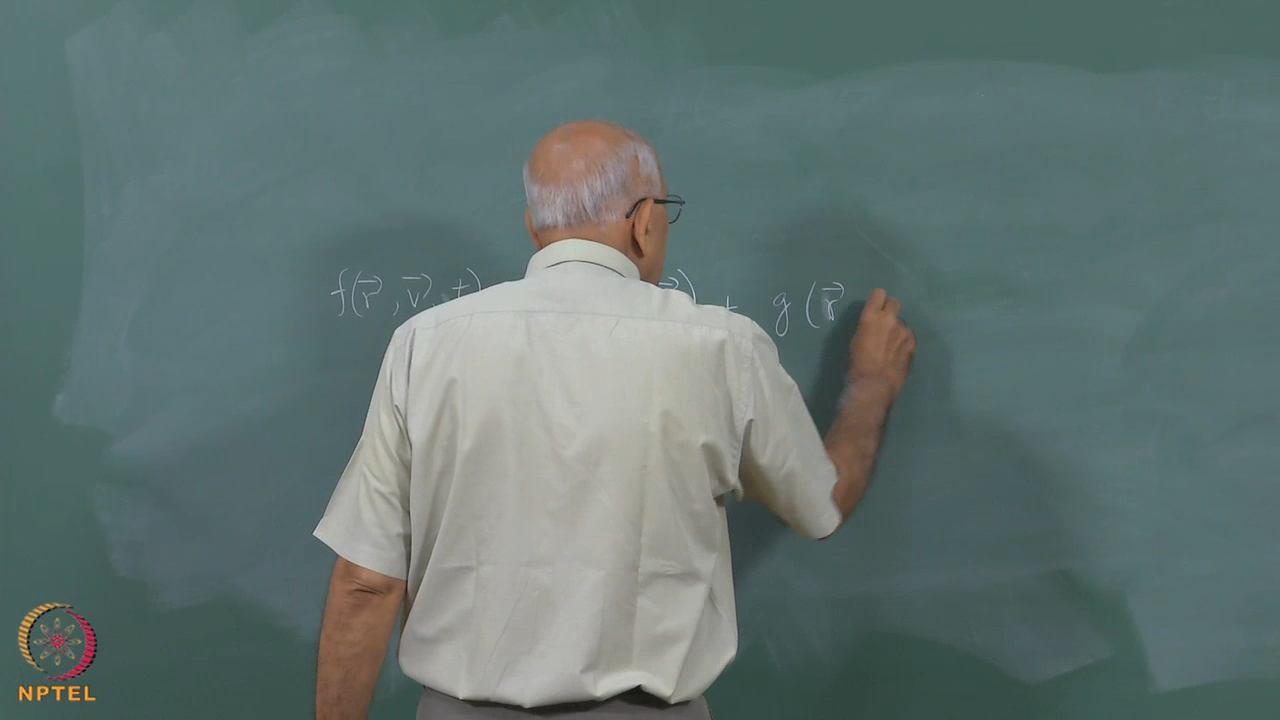 f(r⃗, v⃗, t) ) + g(r⃗
NPTEL